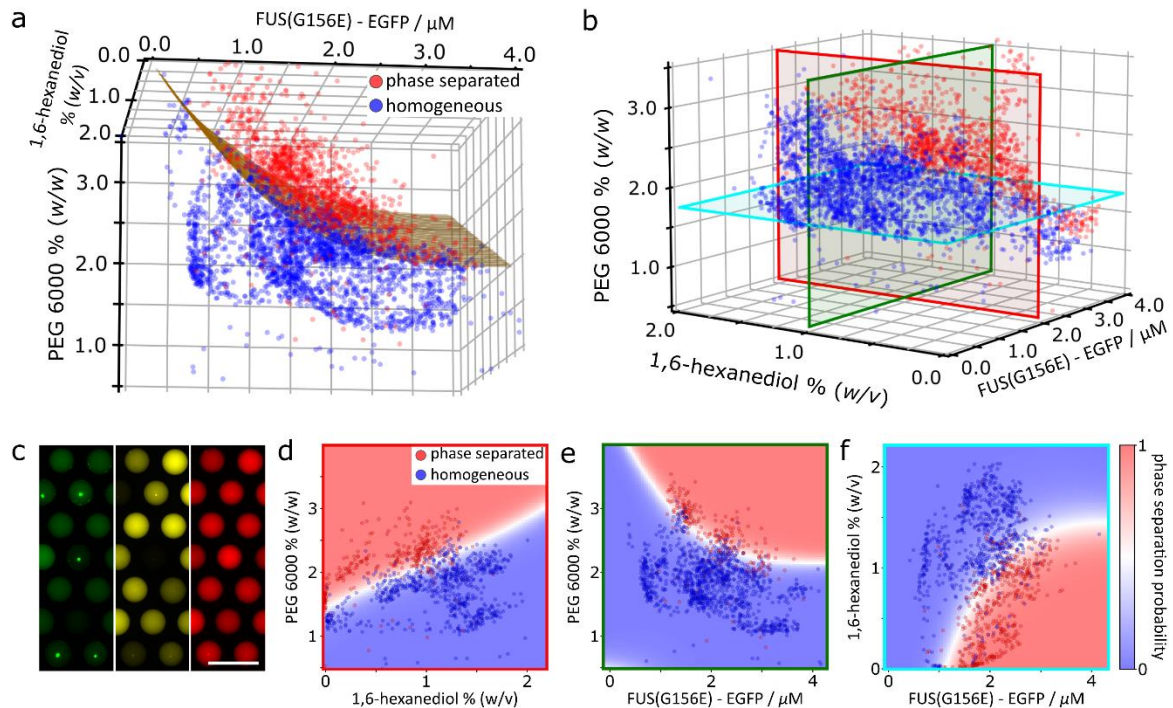 a
FUS(G156E) - EGFP / µM
0.0 1.0 2.0 3.0 4.0
phase separated
homogeneous
1,6-hexanediol
% (w/v)
0.0
1.0
2.0
PEG 6000 % (w/w)
3.0
2.0
1.0
b
PEG 6000 % (w/w)
3.0
2.0
1.0
2.0
1.0
0.0
1,6-hexanediol % (w/v)
0.0
1.0
2.0
3.0
4.0
FUS(G156E) - EGFP / µM
c
d
phase separated
homogeneous
PEG 6000 % (w/w)
3
2
1
0 1 2
1,6-hexanediol % (w/v)
e
PEG 6000 % (w/w)
3
2
1
0 2 4
FUS(G156E) - EGFP / µM
f
1,6-hexanediol % (w/v)
2
1
0
0 2 4
FUS(G156E) - EGFP / µM
1
0
phase separation probability